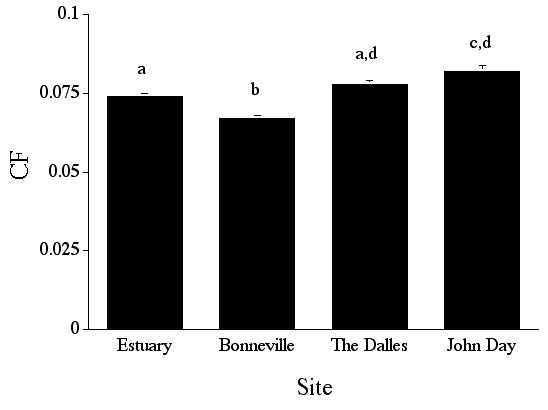 0.1
0.075
0.05
0.025
0
CF
a
b
a,d
c,d
Estuary
Bonneville
The Dalles
John Day
Site